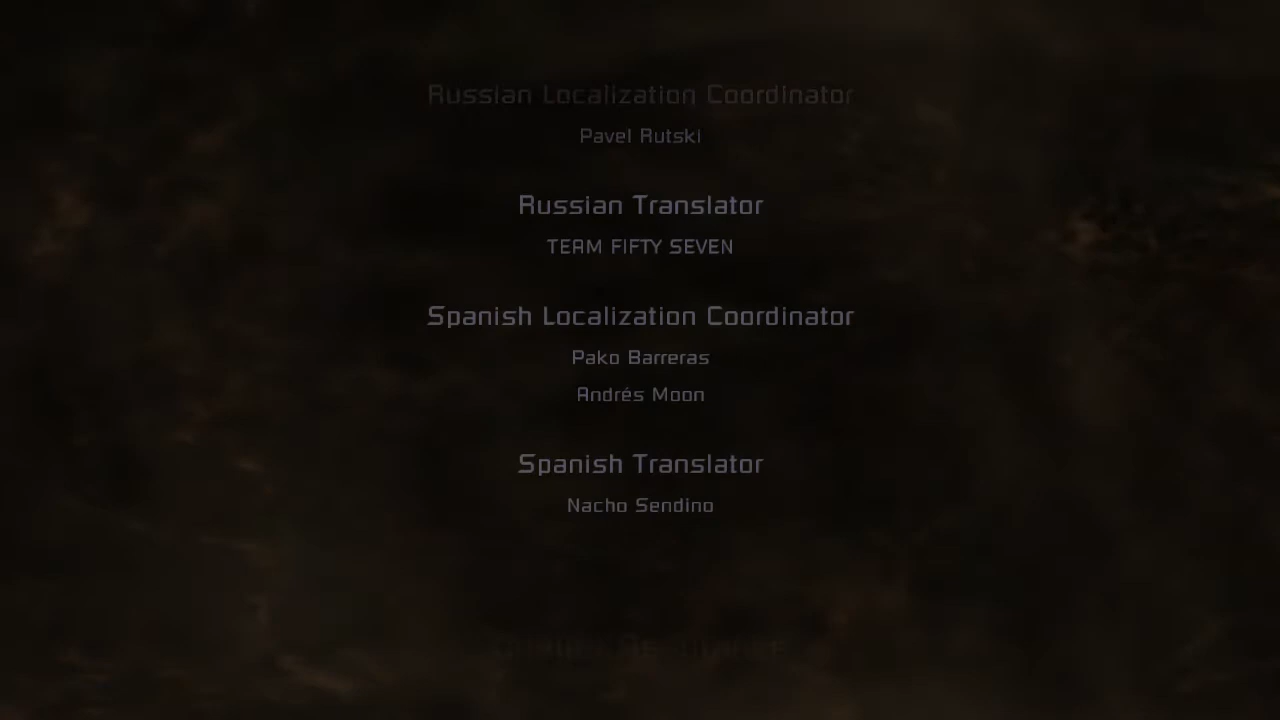 Russian Localization Coordinator
Pavel Rutski
Russian Translator
TEAM FIFTY SEVEN
Spanish Localization Coordinator
Pako Barreras
Andrés Moon
Spanish Translator
Nacho Sendino